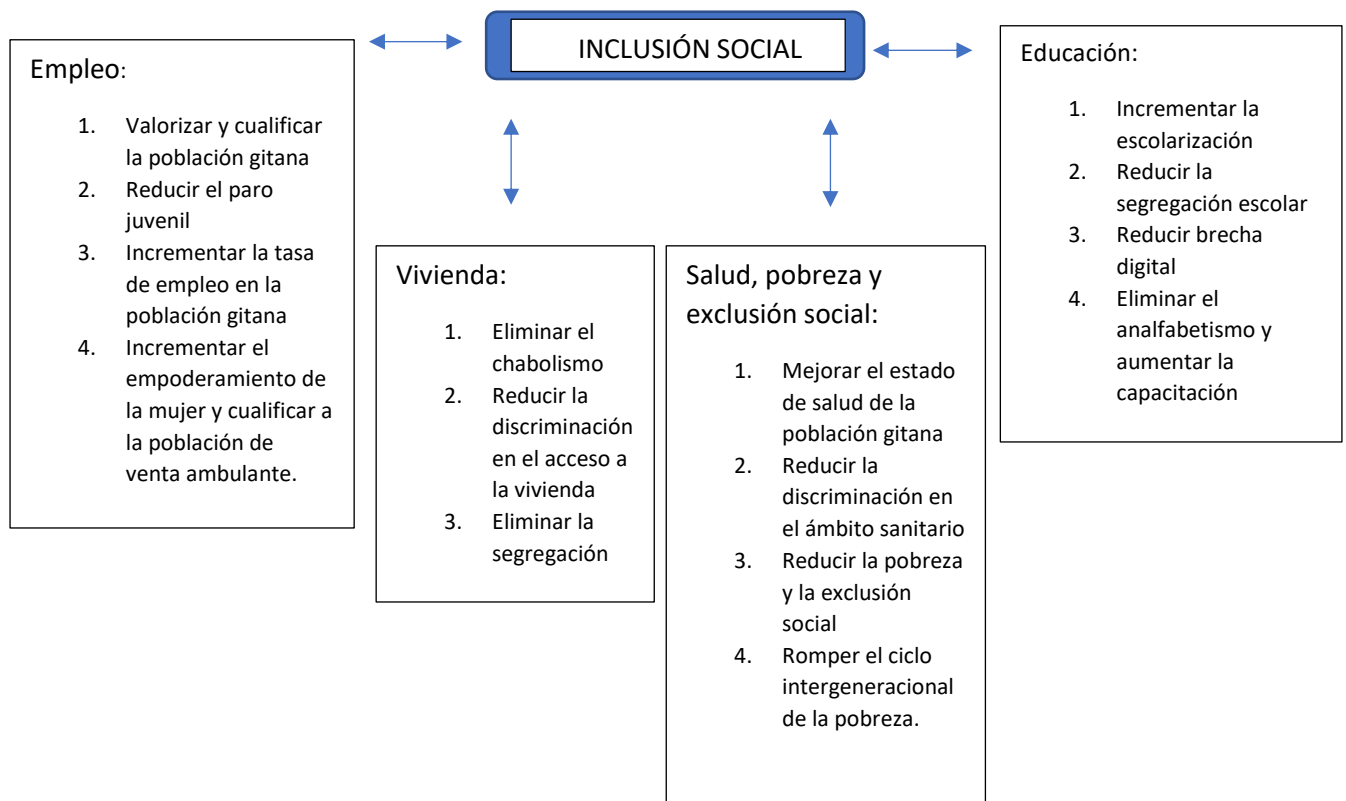 INCLUSIÓN SOCIAL
Empleo:
1. Valorizar y cualificar
la población gitana
2. Reducir el paro
juvenil
3. Incrementar la tasa
de empleo en la
población gitana
4. Incrementar el
empoderamiento de
la mujer y cualificar a
la población de
venta ambulante.
Vivienda:
1. Eliminar el
chabolismo
2. Reducir la
discriminación
en el acceso a
la vivienda
3. Eliminar la
segregación
Salud, pobreza y
exclusión social:
1. Mejorar el estado
de salud de la
población gitana
2. Reducir la
discriminación en
el ámbito sanitario
3. Reducir la pobreza
y la exclusión
social
4. Romper el ciclo
intergeneracional
de la pobreza.
Educación:
1. Incrementar la
escolarización
2. Reducir la
segregación escolar
3. Reducir brecha
digital
4. Eliminar el
analfabetismo y
aumentar la
capacitación